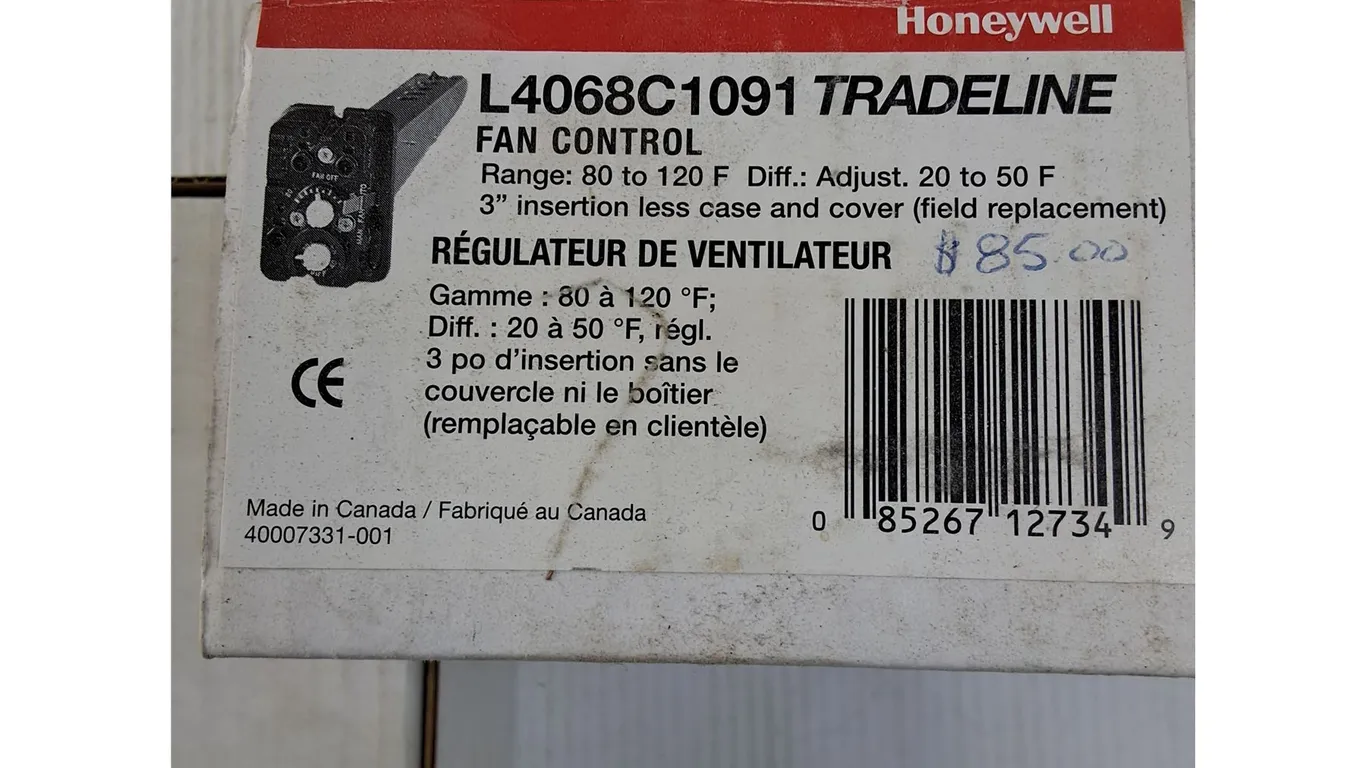 Honeywell
L4068C1091 TRADELINE
FAN CONTROL
Range: 80 to 120 F Diff.: Adjust. 20 to 50 F
3” insertion less case and cover (field replacement)
RÉGULATEUR DE VENTILATEUR $85.00
Gamme : 80 à 120 °F;
Diff. : 20 à 50 °F, régl.
3 po d’insertion sans le
couvercle ni le boîtier
(remplaçable en clientèle)
FAN OFF
CE
Made in Canada / Fabriqué au Canada
40007331-001
0 85267 12734 9